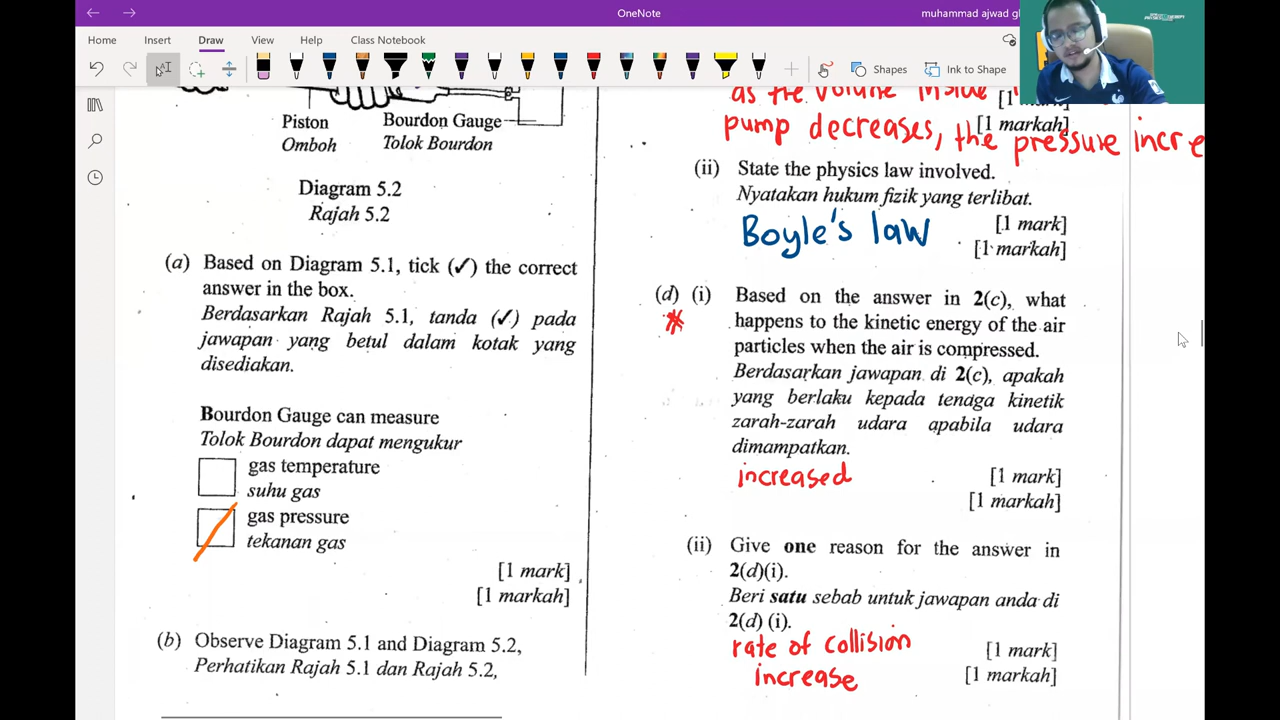 OneNote
muhammad ajwad
Home Insert Draw View Help Class Notebook
Shapes
Ink to Shape
Piston
Omboh
Bourdon Gauge
Tolok Bourdon
Diagram 5.2
Rajah 5.2
(a) Based on Diagram 5.1, tick (✓) the correct
answer in the box.
Berdasarkan Rajah 5.1, tanda (✓) pada
jawapan yang betul dalam kotak yang
disediakan.
Bourdon Gauge can measure
Tolok Bourdon dapat mengukur
gas temperature
suhu gas
gas pressure
tekanan gas
[1 mark]
[1 markah]
(b) Observe Diagram 5.1 and Diagram 5.2,
Perhatikan Rajah 5.1 dan Rajah 5.2,
as the volume inside
[1 markah]
pump decreases, the pressure incre
(ii) State the physics law involved.
Nyatakan hukum fizik yang terlibat.
Boyle's law [1 mark]
[1 markah]
(d) (i) Based on the answer in 2(c), what
happens to the kinetic energy of the air
particles when the air is compressed.
Berdasarkan jawapan di 2(c), apakah
yang berlaku kepada tenaga kinetik
zarah-zarah udara apabila udara
dimampatkan.
increased [1 mark]
[1 markah]
(ii) Give one reason for the answer in
2(d)(i).
Beri satu sebab untuk jawapan anda di
2(d) (i).
rate of collision [1 mark]
increase [1 markah]